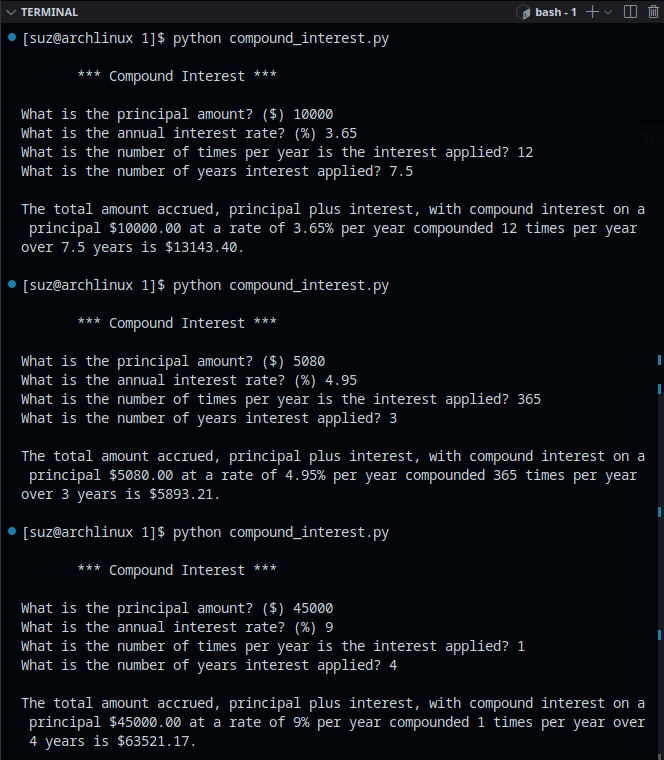 TERMINAL
bash - 1
[suz@archlinux 1]$ python compound_interest.py
*** Compound Interest ***
What is the principal amount? ($) 10000
What is the annual interest rate? (%) 3.65
What is the number of times per year is the interest applied? 12
What is the number of years interest applied? 7.5
The total amount accrued, principal plus interest, with compound interest on a
principal $10000.00 at a rate of 3.65% per year compounded 12 times per year
over 7.5 years is $13143.40.
[suz@archlinux 1]$ python compound_interest.py
*** Compound Interest ***
What is the principal amount? ($) 5080
What is the annual interest rate? (%) 4.95
What is the number of times per year is the interest applied? 365
What is the number of years interest applied? 3
The total amount accrued, principal plus interest, with compound interest on a
principal $5080.00 at a rate of 4.95% per year compounded 365 times per year
over 3 years is $5893.21.
[suz@archlinux 1]$ python compound_interest.py
*** Compound Interest ***
What is the principal amount? ($) 45000
What is the annual interest rate? (%) 9
What is the number of times per year is the interest applied? 1
What is the number of years interest applied? 4
The total amount accrued, principal plus interest, with compound interest on a
principal $45000.00 at a rate of 9% per year compounded 1 times per year over
4 years is $63521.17.